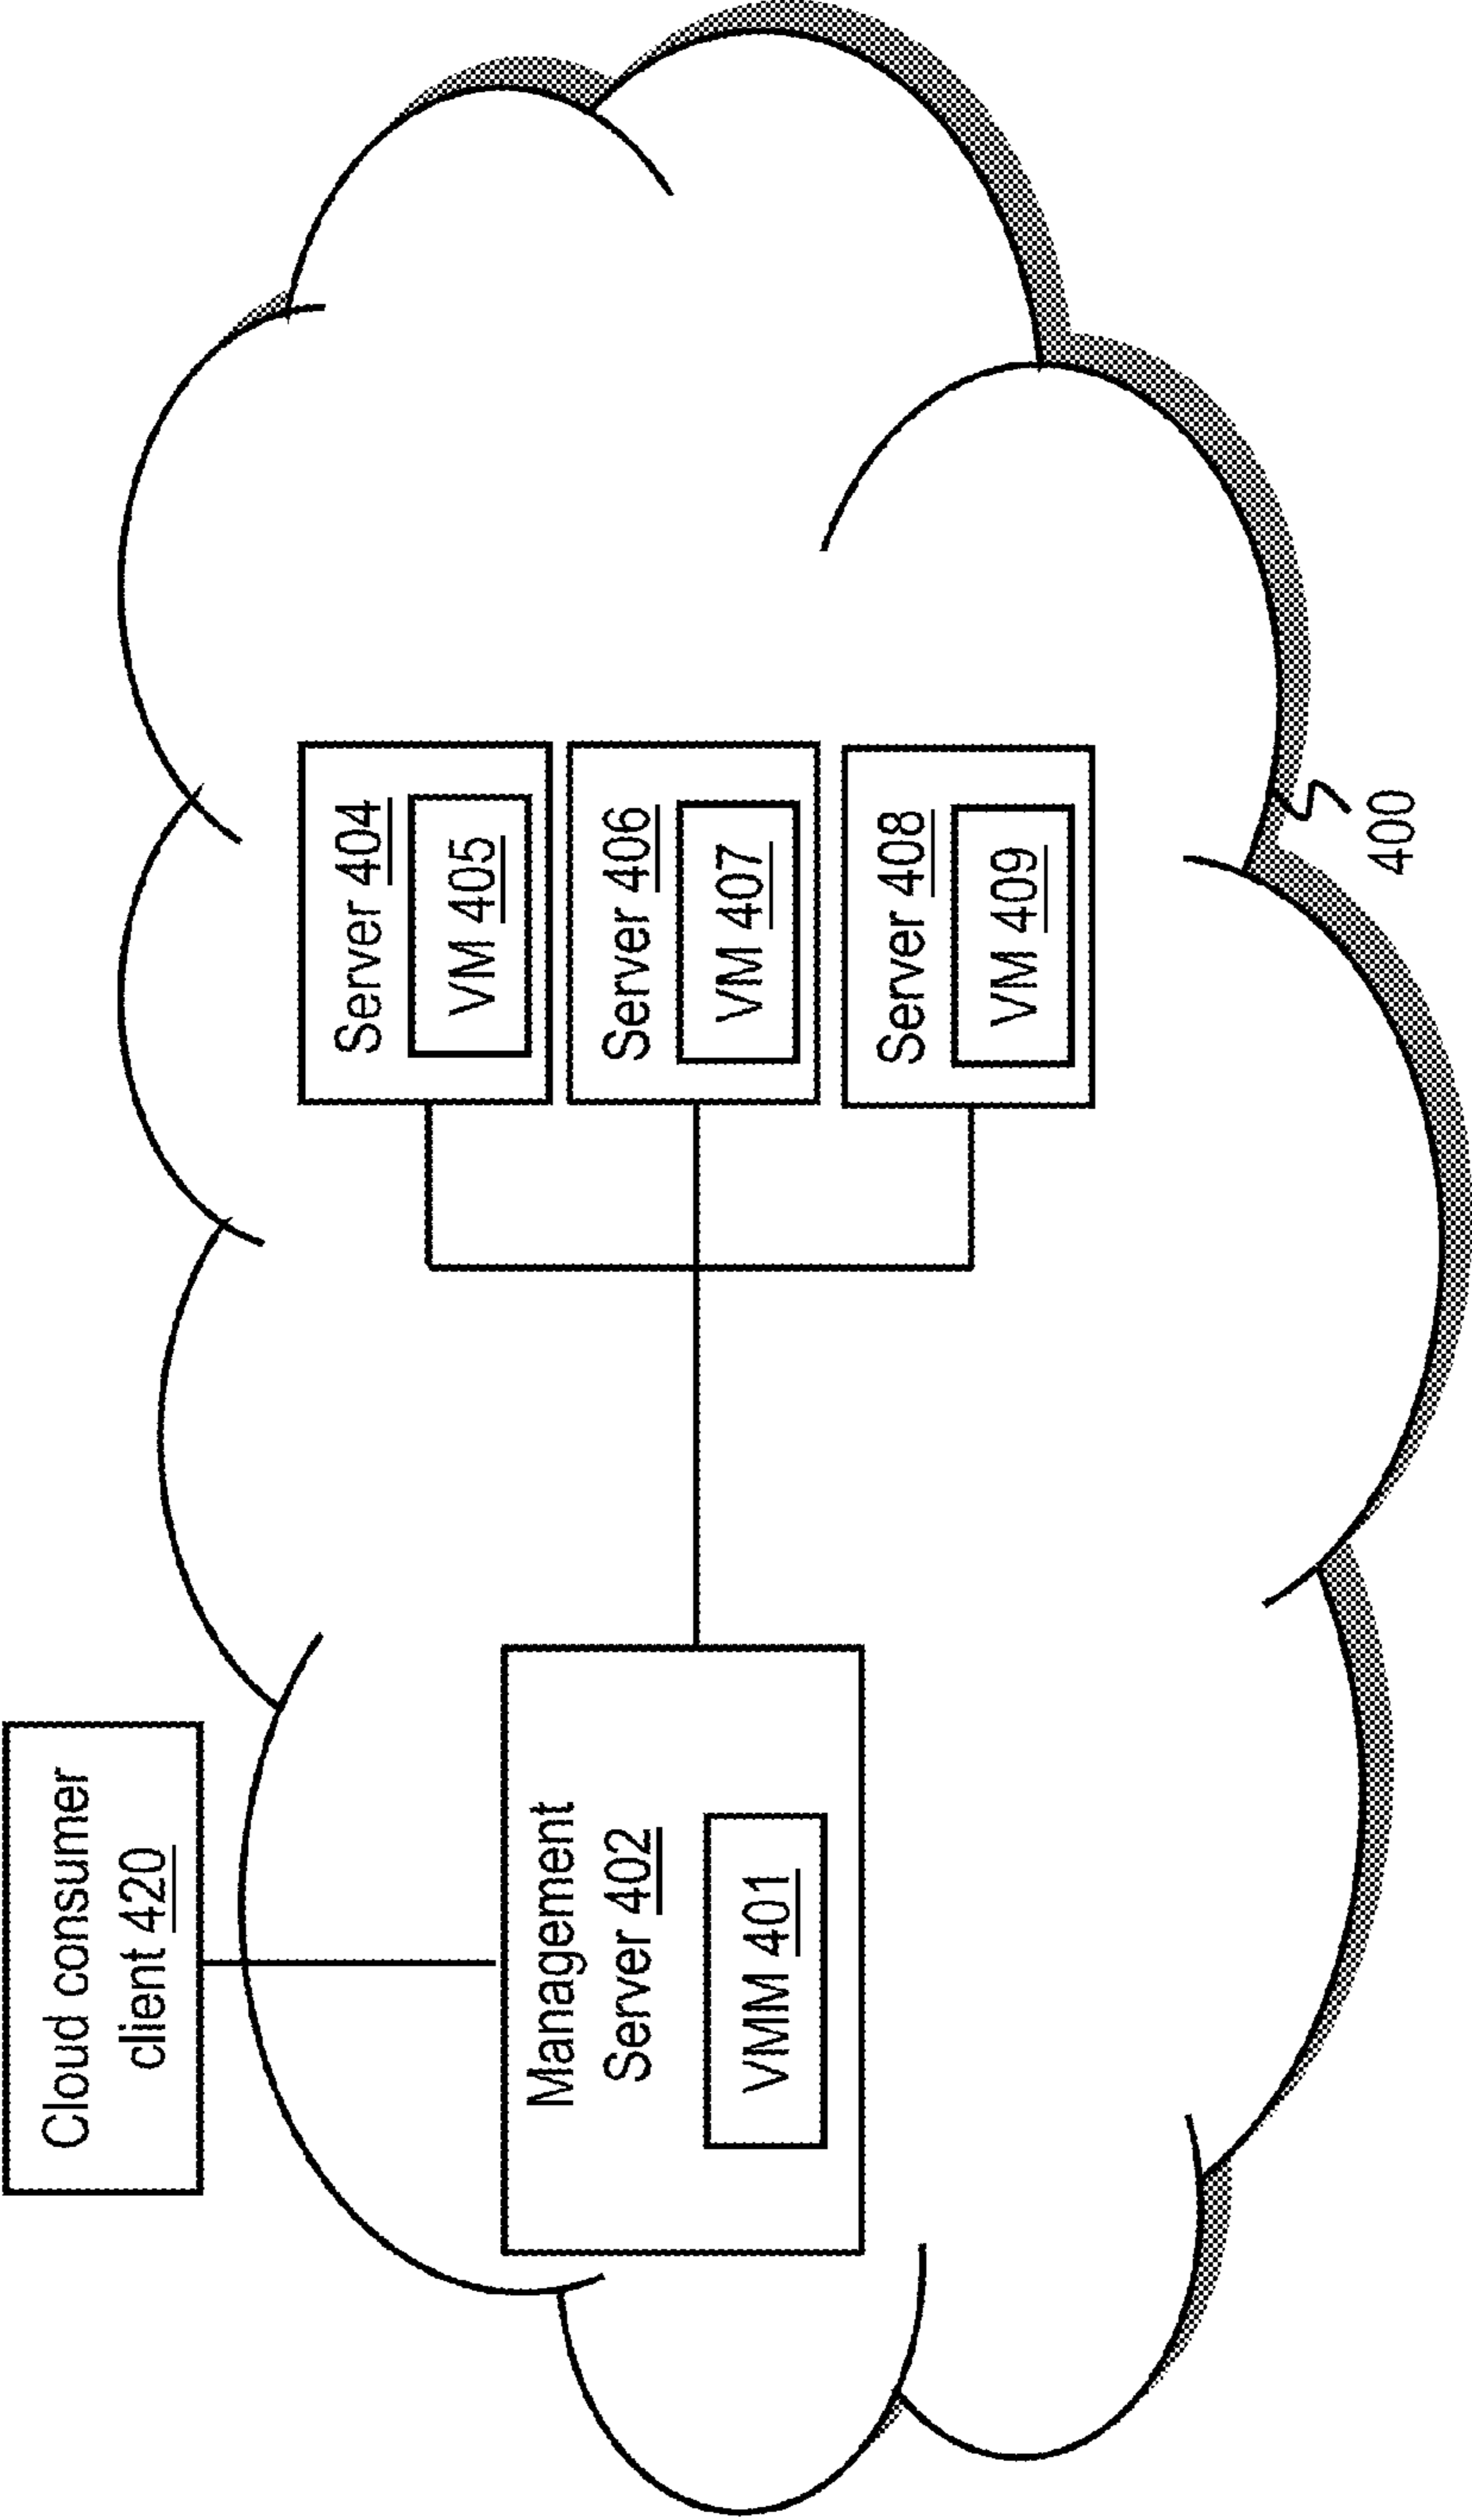 Cloud consumer
client 420
Management
Server 402
VMM 401
Server 404
VM 405
Server 406
VM 407
Server 408
VM 409
400